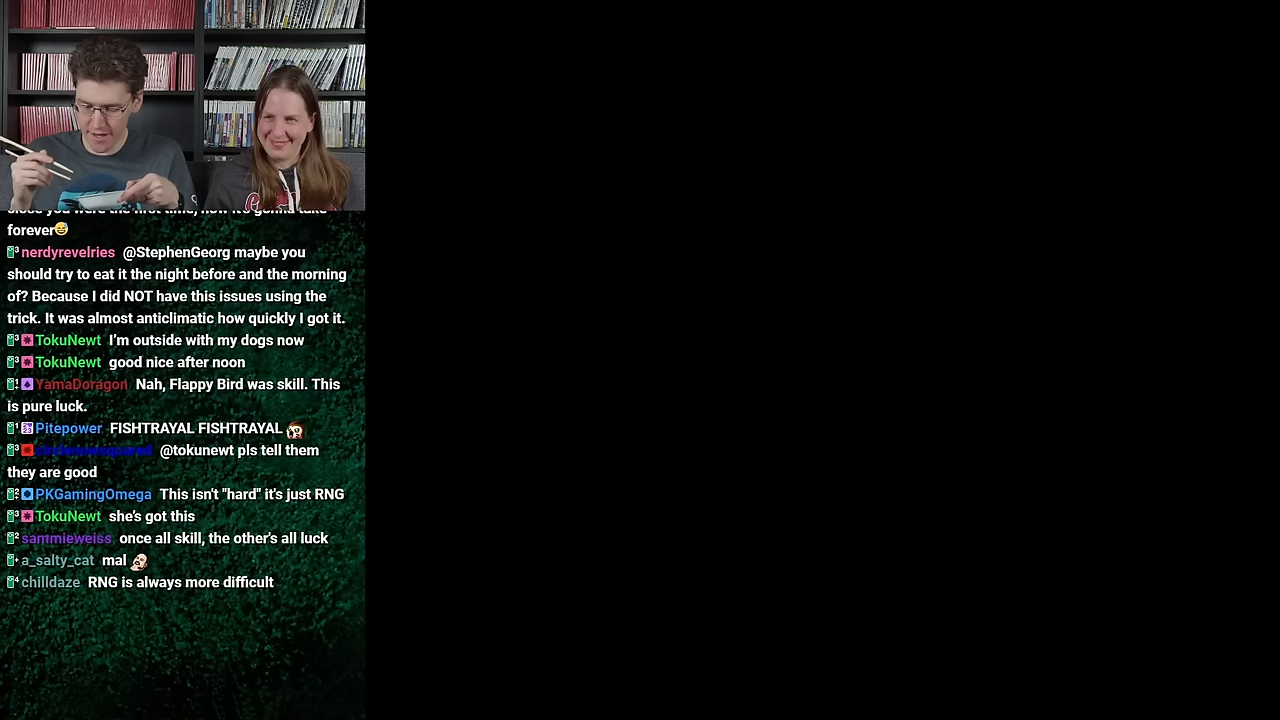 forever
nerdyrevelries @StephenGeorg maybe you
should try to eat it the night before and the morning
of? Because I did NOT have this issues using the
trick. It was almost anticlimatic how quickly I got it.
TokuNewt I'm outside with my dogs now
TokuNewt good nice after noon
YamaDoragon Nah, Flappy Bird was skill. This
is pure luck.
Pitepower FISHTRAYAL FISHTRAYAL
@tokunewt pls tell them
they are good
PKGamingOmega This isn't "hard" it's just RNG
TokuNewt she's got this
sammieweiss once all skill, the other's all luck
a_salty_cat mal
chilldaze RNG is always more difficult